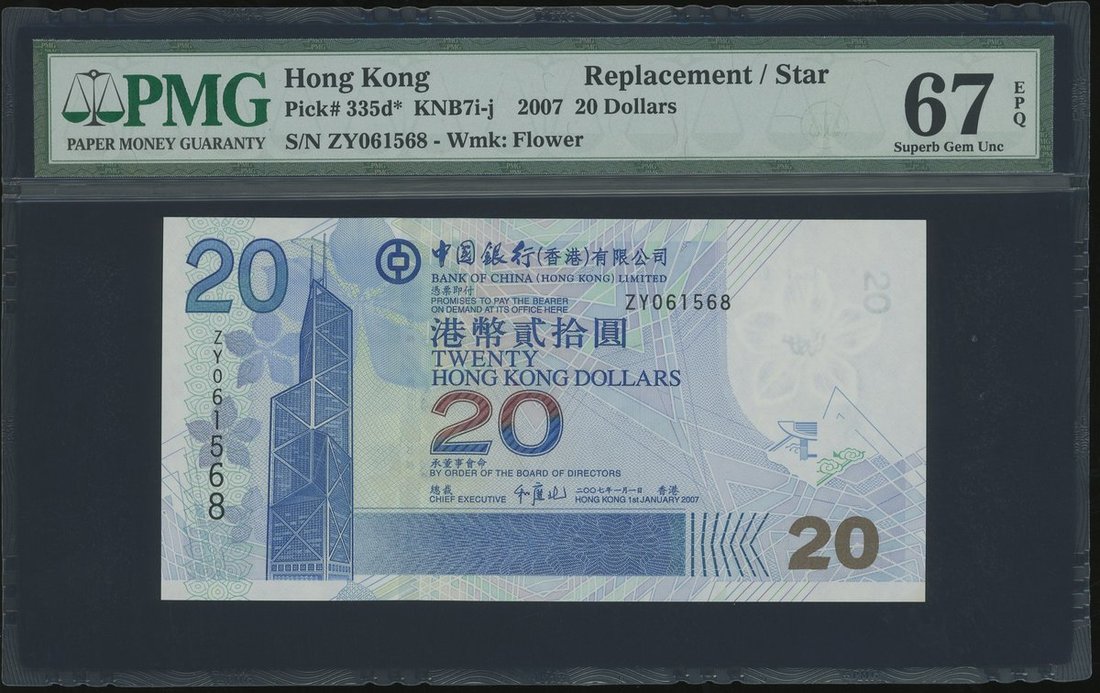 PMG
PAPER MONEY GUARANTY
Hong Kong Replacement / Star
Pick# 335d* KNB7i-j 2007 20 Dollars
S/N ZY061568 - Wmk: Flower
67
EPQ
Superb Gem Unc
20
中国銀行(香港)有限公司
BANK OF CHINA (HONG KONG) LIMITED
憑票即付
PROMISES TO PAY THE BEARER
ON DEMAND AT ITS OFFICE HERE
ZY061568
港幣貳拾圓
TWENTY
HONG KONG DOLLARS
20
承董事會命
BY ORDER OF THE BOARD OF DIRECTORS
總裁
CHIEF EXECUTIVE 和廣北 二〇〇七年一月一日 香港
HONG KONG 1st JANUARY 2007
ZY061568
20
20